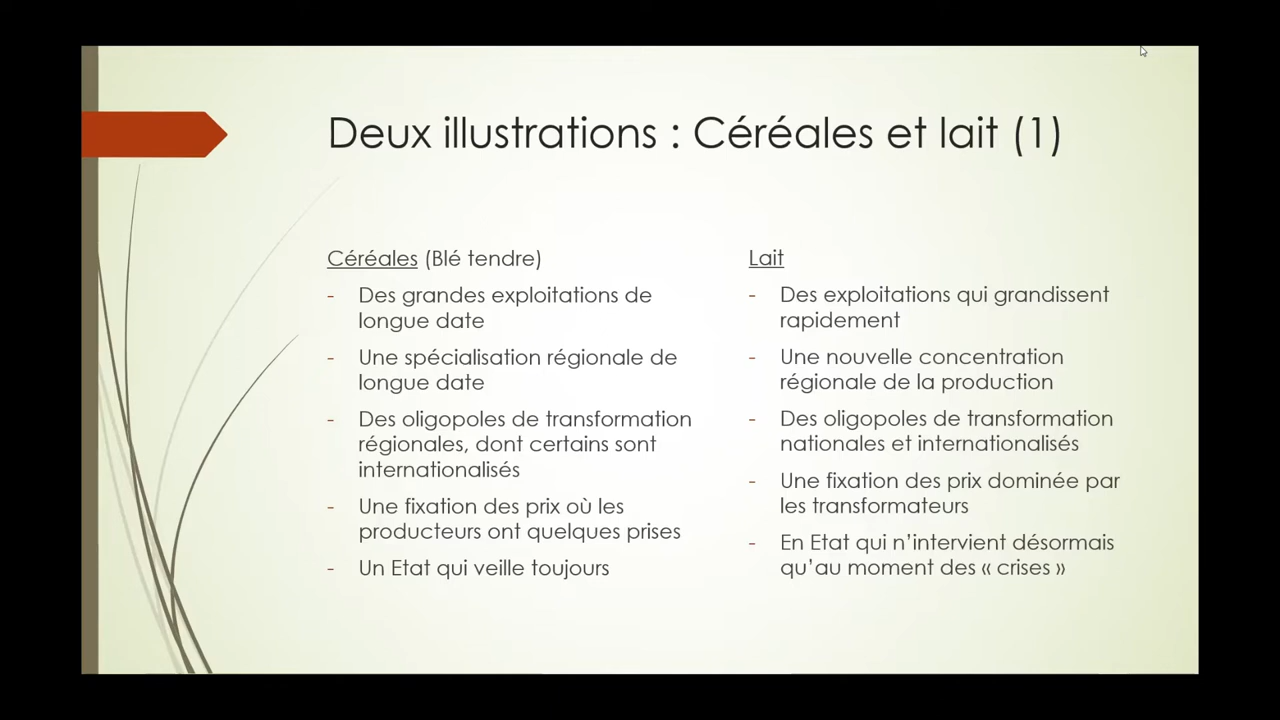 Deux illustrations : Céréales et lait (1)
Céréales (Blé tendre)
- Des grandes exploitations de
longue date
- Une spécialisation régionale de
longue date
- Des oligopoles de transformation
régionales, dont certains sont
internationalisés
- Une fixation des prix où les
producteurs ont quelques prises
- Un Etat qui veille toujours
Lait
- Des exploitations qui grandissent
rapidement
- Une nouvelle concentration
régionale de la production
- Des oligopoles de transformation
nationales et internationalisés
- Une fixation des prix dominée par
les transformateurs
- En Etat qui n’intervient désormais
qu’au moment des « crises »